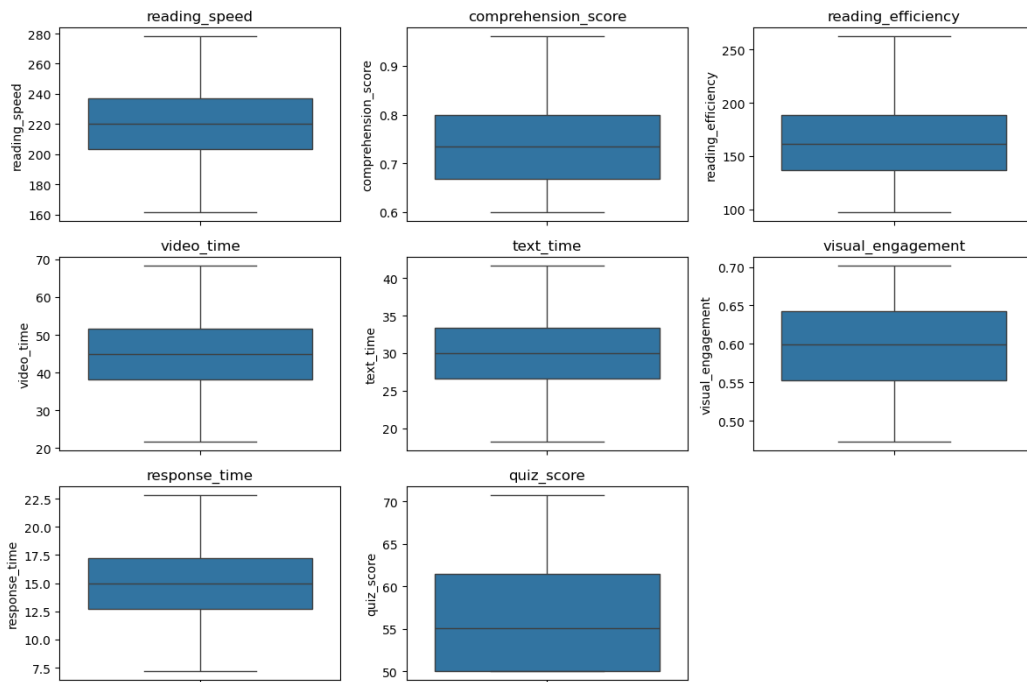 reading_speed
280
260
240
220
200
180
160
reading_speed
comprehension_score
0.9
0.8
0.7
0.6
comprehension_score
reading_efficiency
250
200
150
100
reading_efficiency
video_time
70
60
50
40
30
20
video_time
text_time
40
35
30
25
20
text_time
visual_engagement
0.70
0.65
0.60
0.55
0.50
visual_engagement
response_time
22.5
20.0
17.5
15.0
12.5
10.0
7.5
response_time
quiz_score
70
65
60
55
50
quiz_score